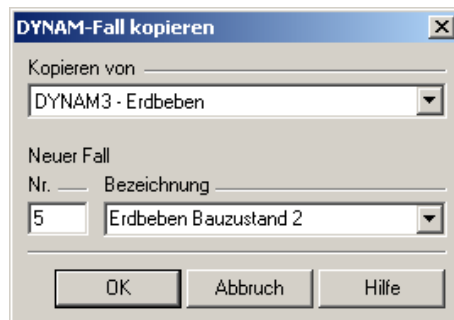 DYNAM-Fall kopieren
Kopieren von
DYNAM3 - Erdbeben
Neuer Fall
Nr. Bezeichnung
5 Erdbeben Bauzustand 2
OK Abbruch Hilfe